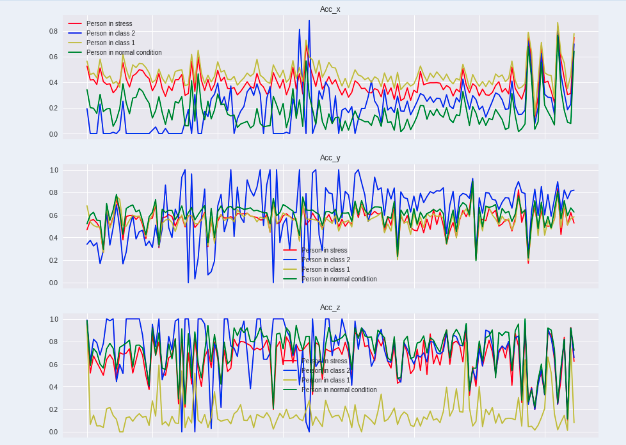 Acc_x
Person in stress
Person in class 2
Person in class 1
Person in normal condition
0.8
0.6
0.4
0.2
0.0
Acc_y
1.0
0.8
0.6
0.4
0.2
0.0
Person in stress
Person in class 2
Person in class 1
Person in normal condition
Acc_z
1.0
0.8
0.6
0.4
0.2
0.0
Person in stress
Person in class 2
Person in class 1
Person in normal condition